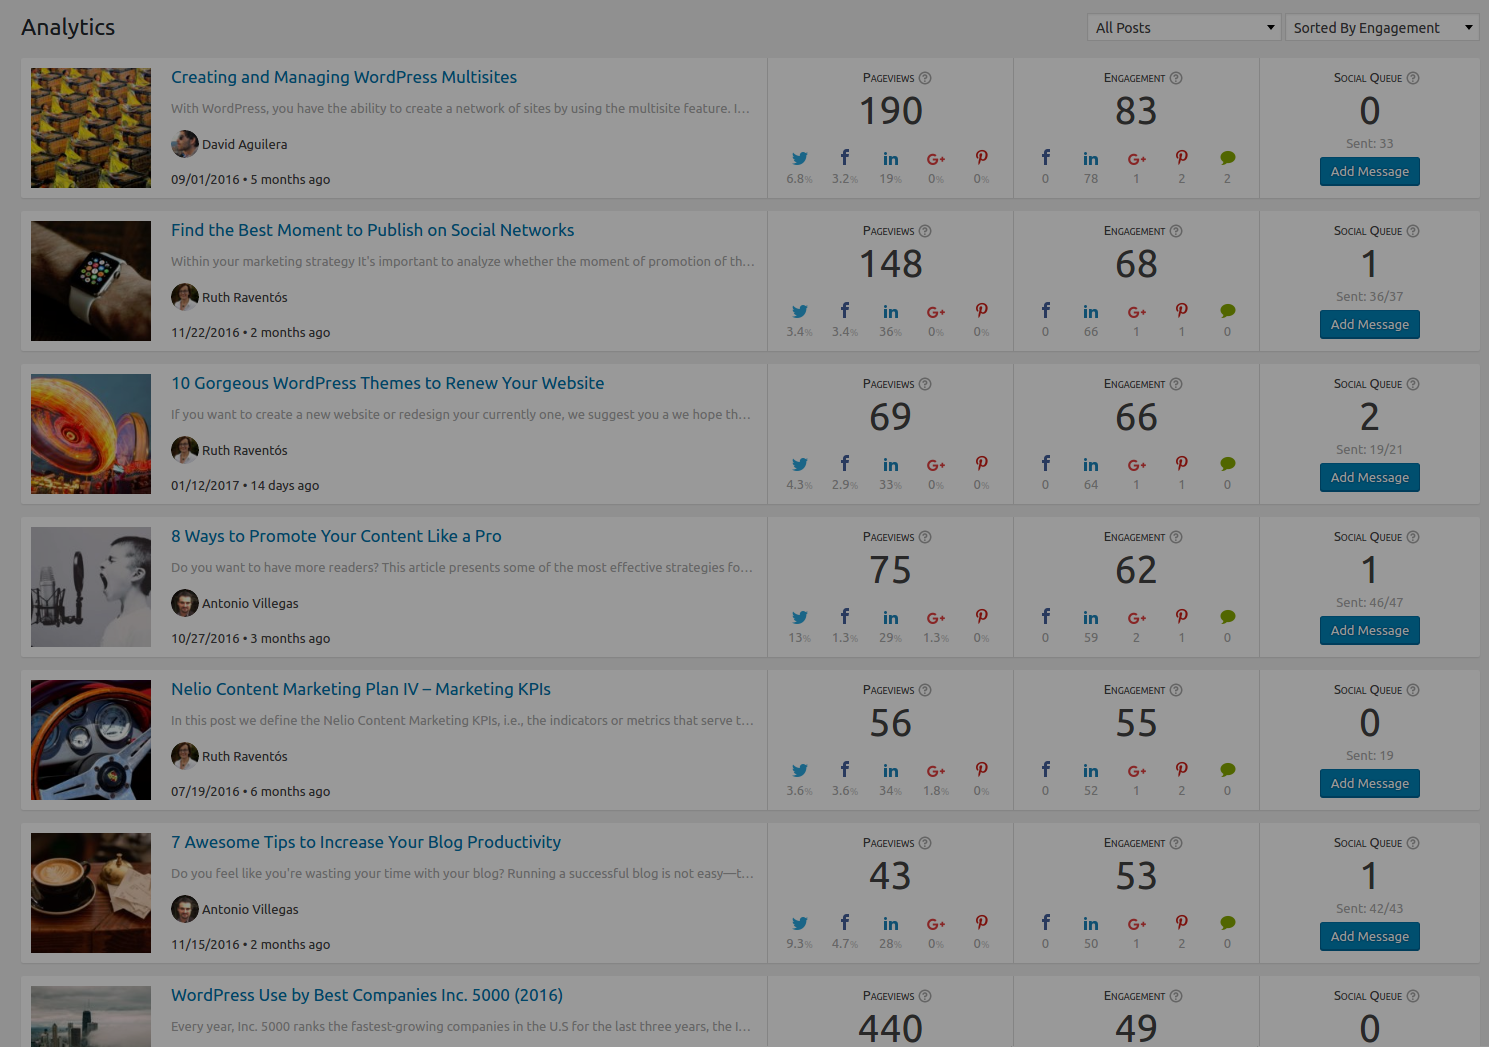 Analytics
All Posts
Sorted By Engagement
Creating and Managing WordPress Multisites
With WordPress, you have the ability to create a network of sites by using the multisite feature. I...
David Aguilera
09/01/2016 • 5 months ago
Pageviews ?
190
6.8% 3.2% 19% 0% 0%
Engagement ?
83
0 78 1 2 2
Social Queue ?
0
Sent: 33
Add Message
Find the Best Moment to Publish on Social Networks
Within your marketing strategy It's important to analyze whether the moment of promotion of th...
Ruth Raventós
11/22/2016 • 2 months ago
Pageviews ?
148
3.4% 3.4% 36% 0% 0%
Engagement ?
68
0 66 1 1 0
Social Queue ?
1
Sent: 36/37
Add Message
10 Gorgeous WordPress Themes to Renew Your Website
If you want to create a new website or redesign your currently one, we suggest you a we hope th...
Ruth Raventós
01/12/2017 • 14 days ago
Pageviews ?
69
4.3% 2.9% 33% 0% 0%
Engagement ?
66
0 64 1 1 0
Social Queue ?
2
Sent: 19/21
Add Message
8 Ways to Promote Your Content Like a Pro
Do you want to have more readers? This article presents some of the most effective strategies fo...
Antonio Villegas
10/27/2016 • 3 months ago
Pageviews ?
75
13% 1.3% 29% 1.3% 0%
Engagement ?
62
0 59 2 1 0
Social Queue ?
1
Sent: 46/47
Add Message
Nelio Content Marketing Plan IV – Marketing KPIs
In this post we define the Nelio Content Marketing KPIs, i.e., the indicators or metrics that serve t...
Ruth Raventós
07/19/2016 • 6 months ago
Pageviews ?
56
3.6% 3.6% 34% 1.8% 0%
Engagement ?
55
0 52 1 2 0
Social Queue ?
0
Sent: 19
Add Message
7 Awesome Tips to Increase Your Blog Productivity
Do you feel like you're wasting your time with your blog? Running a successful blog is not easy—t...
Antonio Villegas
11/15/2016 • 2 months ago
Pageviews ?
43
9.3% 4.7% 28% 0% 0%
Engagement ?
53
0 50 1 2 0
Social Queue ?
1
Sent: 42/43
Add Message
WordPress Use by Best Companies Inc. 5000 (2016)
Every year, Inc. 5000 ranks the fastest-growing companies in the U.S for the last three years, the I...
Pageviews ?
440
Engagement ?
49
Social Queue ?
0